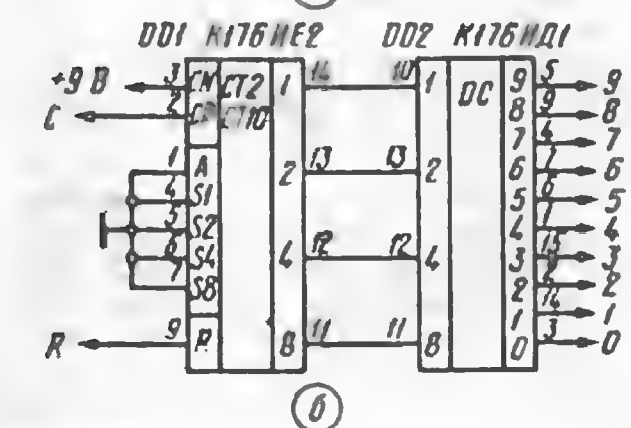 DD1 К176ИЕ2 DD2 К176ИД1
+9 В 3 CN СТ2 1 14 10 1 DC 9 5 9
C 2 CP СТ10 8 9 8
7 4 7
1 A 2 13 13 2 6 7 6
4 S1 5 6 5
5 S2 4 1 4
6 S4 4 12 12 4 3 15 3
7 S8 2 2 2
1 14 1
R 9 R 8 11 11 8 0 3 0
б